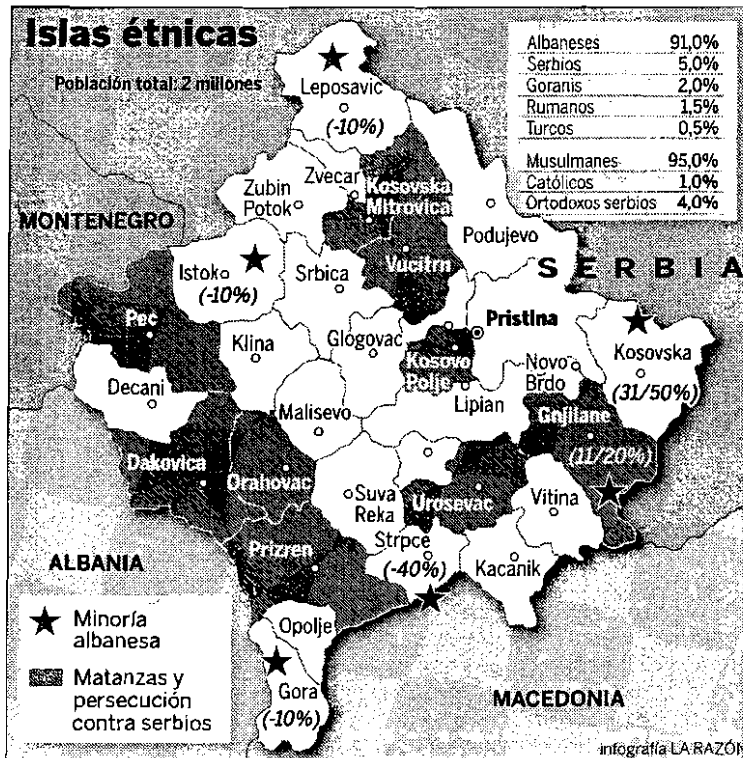 Islas étnicas
Población total: 2 millones
Albaneses 91,0%
Serbios 5,0%
Goranis 2,0%
Rumanos 1,5%
Turcos 0,5%
Musulmanes 95,0%
Católicos 1,0%
Ortodoxos serbios 4,0%
Leposavic
(-10%)
Zvecar
Zubin
Potok
Kosovska
Mitrovica
Podujevo
MONTENEGRO
SERBIA
Istok
(-10%)
Srbica
Vucitrn
Pec
Klina
Glogovac
Pristina
Kosovo
Polje
Kosovska
(31/50%)
Novo
Brdo
Decani
Malisevo
Lipian
Gnjilane
(11/20%)
Dakovica
Orahovac
Suva
Reka
Urosevac
Vitina
Strpce
(-40%)
Kacanik
Prizren
ALBANIA
Opolje
Gora
(-10%)
MACEDONIA
Minoría
albanesa
Matanzas y
persecución
contra serbios
infografía LA RAZÓN